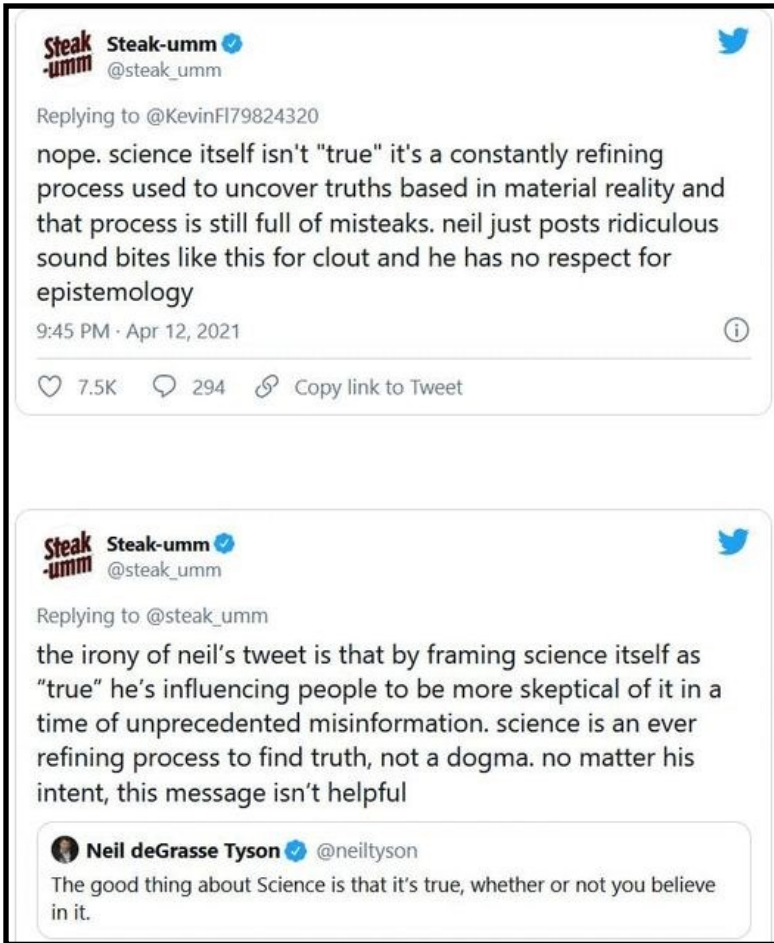 Steak
-umm
Steak-umm
@steak_umm
Replying to @KevinFl79824320
nope. science itself isn't "true" it's a constantly refining
process used to uncover truths based in material reality and
that process is still full of misteaks. neil just posts ridiculous
sound bites like this for clout and he has no respect for
epistemology
9:45 PM · Apr 12, 2021
7.5K 294 Copy link to Tweet
Steak
-umm
Steak-umm
@steak_umm
Replying to @steak_umm
the irony of neil’s tweet is that by framing science itself as
“true” he’s influencing people to be more skeptical of it in a
time of unprecedented misinformation. science is an ever
refining process to find truth, not a dogma. no matter his
intent, this message isn’t helpful
Neil deGrasse Tyson @neiltyson
The good thing about Science is that it's true, whether or not you believe
in it.